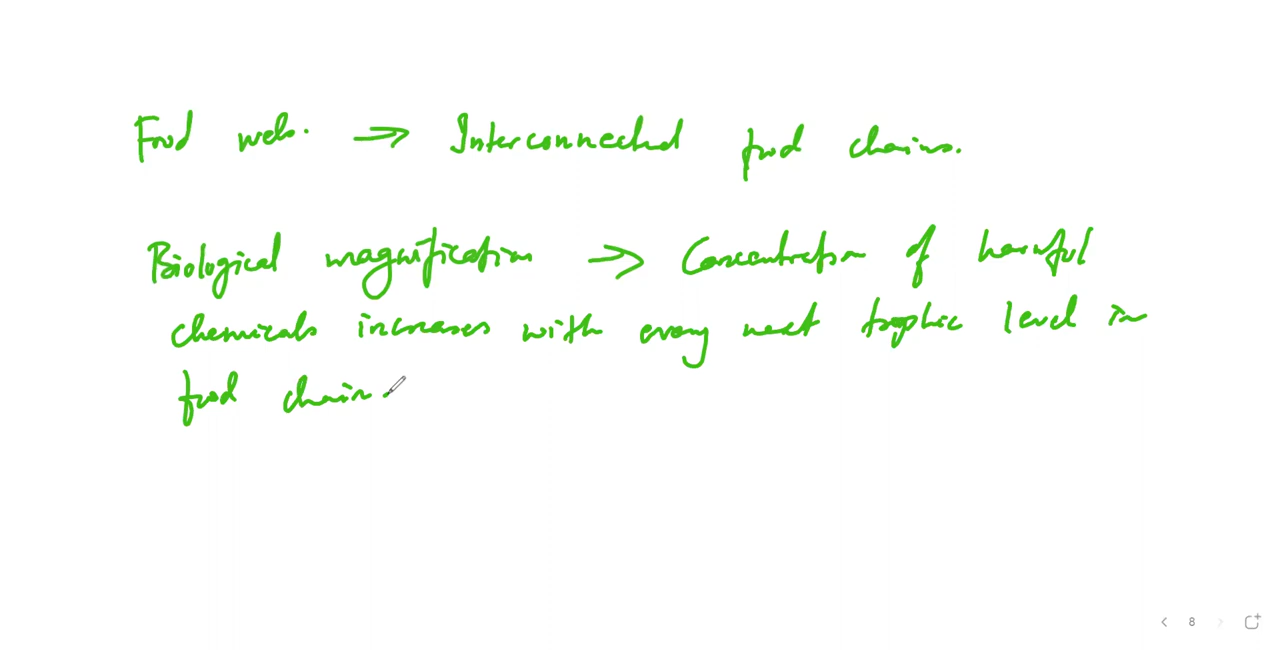 Food web. → Interconnected food chains.
Biological magnification → Concentration of harmful
chemicals increases with every next trophic level in
food chain.
8